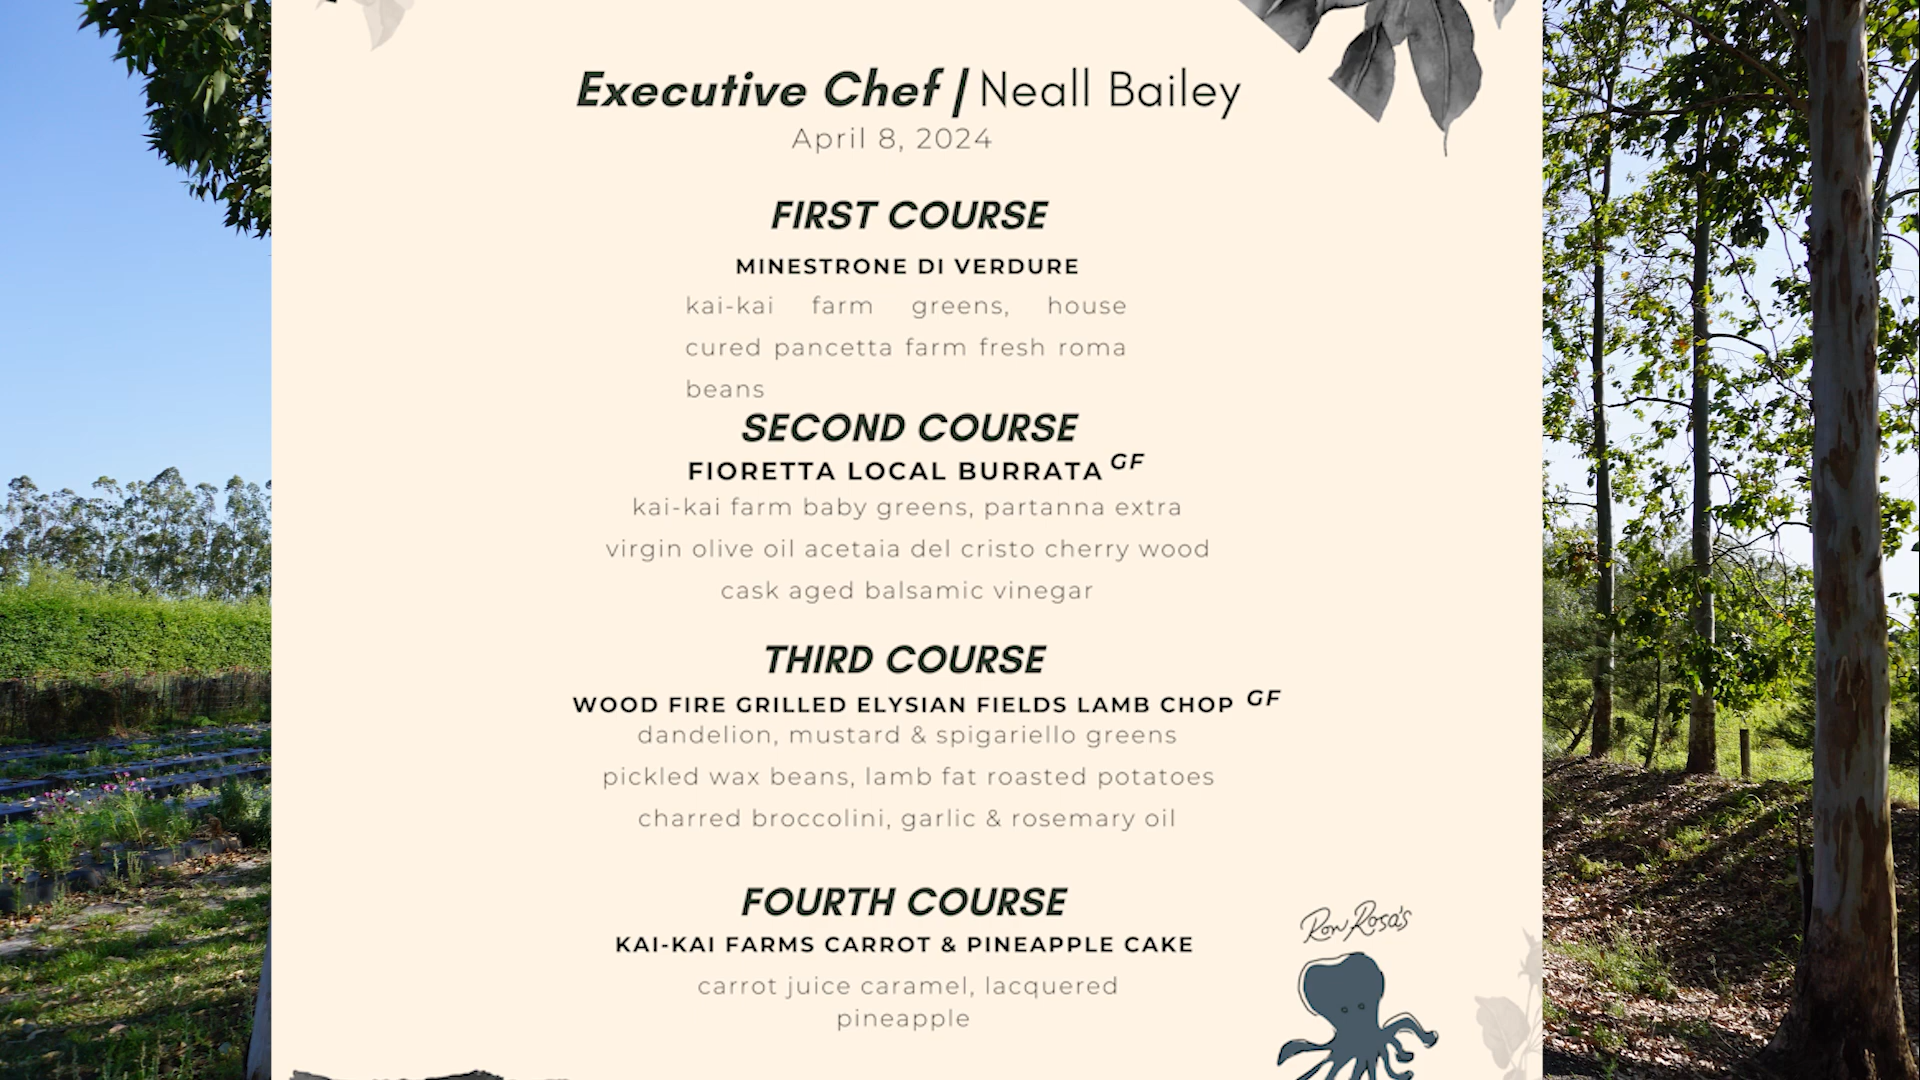 Executive Chef | Neall Bailey
April 8, 2024
FIRST COURSE
MINESTRONE DI VERDURE
kai-kai farm greens, house
cured pancetta farm fresh roma
beans
SECOND COURSE
FIORETTA LOCAL BURRATA GF
kai-kai farm baby greens, partanna extra
virgin olive oil acetaia del cristo cherry wood
cask aged balsamic vinegar
THIRD COURSE
WOOD FIRE GRILLED ELYSIAN FIELDS LAMB CHOP GF
dandelion, mustard & spigariello greens
pickled wax beans, lamb fat roasted potatoes
charred broccolini, garlic & rosemary oil
FOURTH COURSE
KAI-KAI FARMS CARROT & PINEAPPLE CAKE
carrot juice caramel, lacquered
pineapple
Row Rosa's